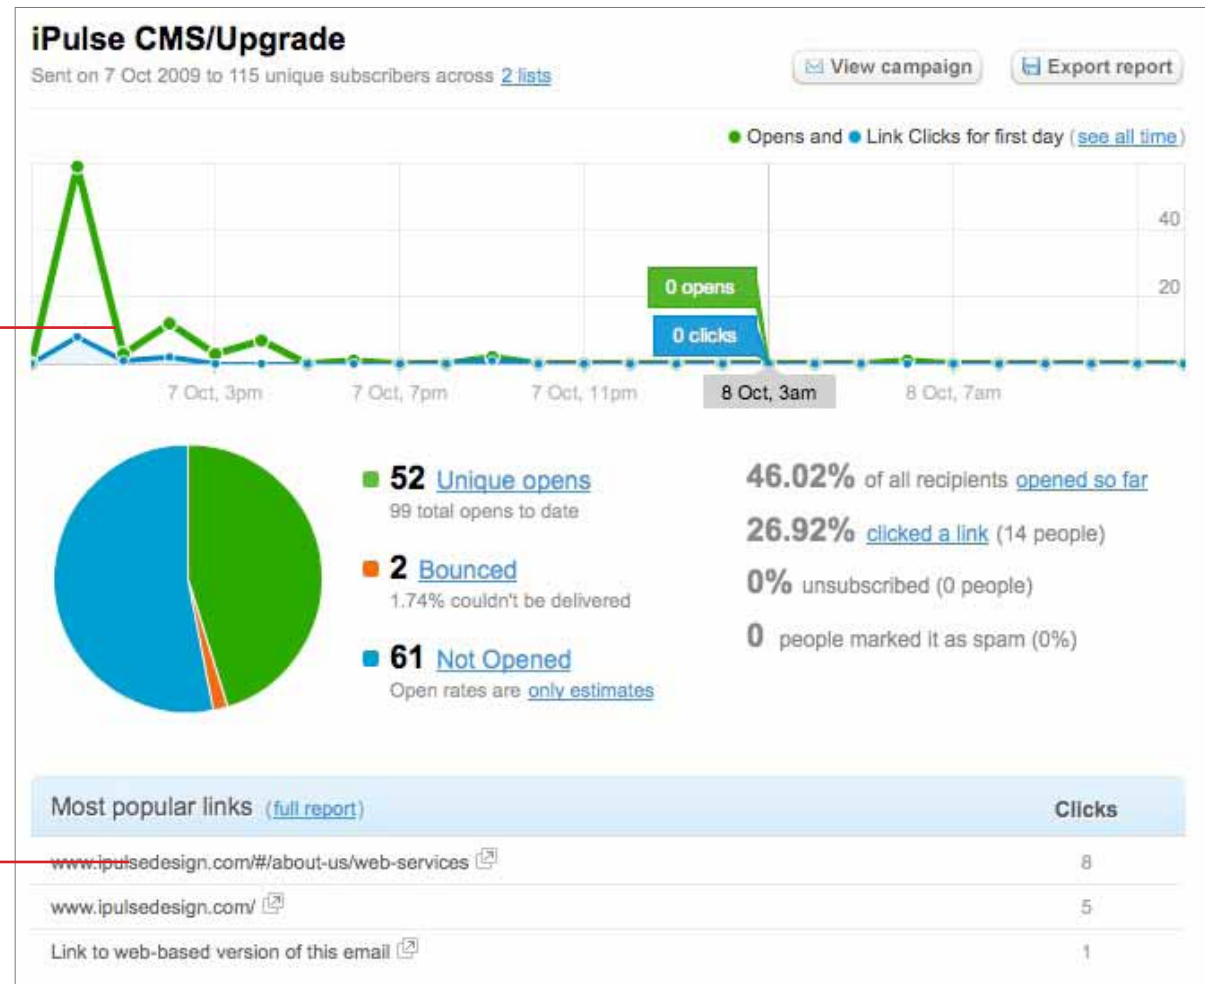 iPulse CMS/Upgrade
Sent on 7 Oct 2009 to 115 unique subscribers across 2 lists
View campaign
Export report
Opens and Link Clicks for first day (see all time)
40
20
0 opens
0 clicks
7 Oct, 3pm
7 Oct, 7pm
7 Oct, 11pm
8 Oct, 3am
8 Oct, 7am
52 Unique opens
99 total opens to date
2 Bounced
1.74% couldn't be delivered
61 Not Opened
Open rates are only estimates
46.02% of all recipients opened so far
26.92% clicked a link (14 people)
0% unsubscribed (0 people)
0 people marked it as spam (0%)
Most popular links (full report)
Clicks
www.ipulsedesign.com/#/about-us/web-services 8
www.ipulsedesign.com/ 5
Link to web-based version of this email 1